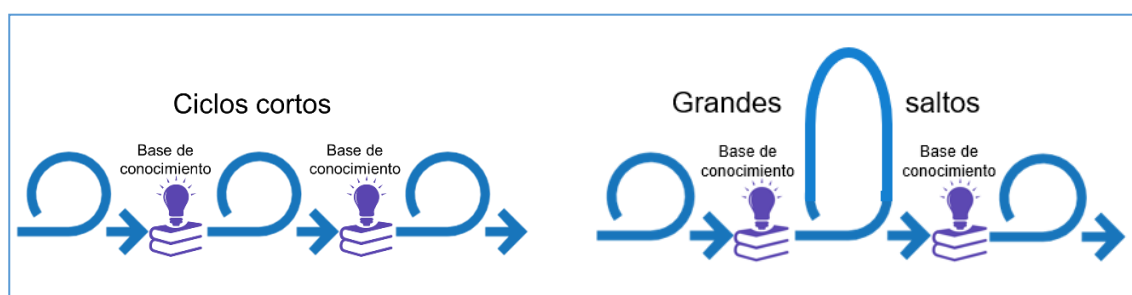 Ciclos cortos
Base de
conocimiento
Base de
conocimiento
Grandes
saltos
Base de
conocimiento
Base de
conocimiento